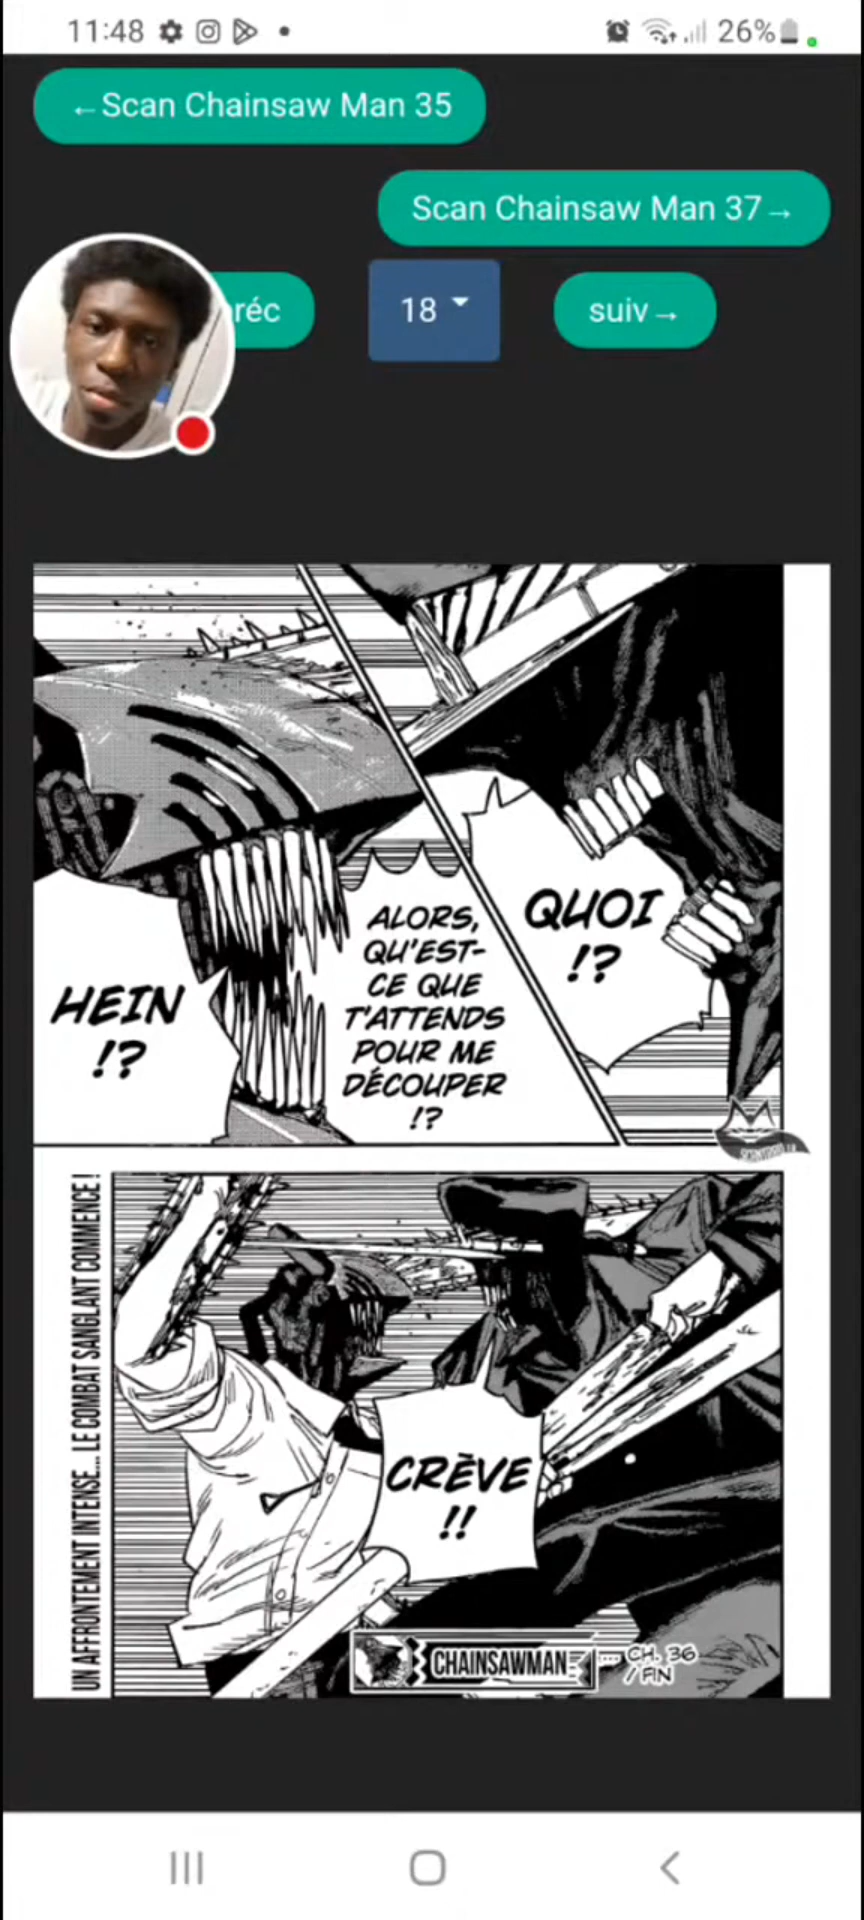 11:48
26%
←Scan Chainsaw Man 35
Scan Chainsaw Man 37→
réc
18
suiv→
QUOI
!?
ALORS,
QU'EST-
CE QUE
T'ATTENDS
POUR ME
DÉCOUPER
!?
HEIN
!?
UN AFFRONTEMENT INTENSE... LE COMBAT SANGLANT COMMENCE !
CRÈVE
!!
CHAINSAWMAN
... CH. 36
/ FIN